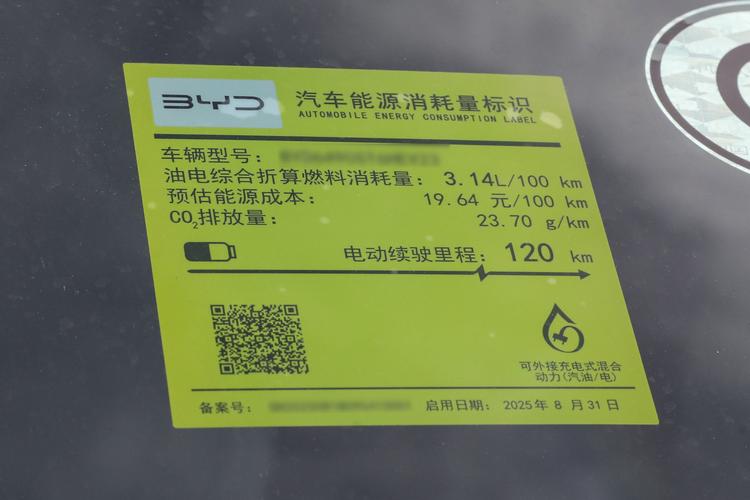 BYD 汽车能源消耗量标识
AUTOMOBILE ENERGY CONSUMPTION LABEL
车辆型号：
油电综合折算燃料消耗量： 3.14L/100 km
预估能源成本： 19.64 元/100 km
CO₂排放量： 23.70 g/km
电动续驶里程： 120 km
可外接充电式混合
动力(汽油/电)
备案号： 启用日期： 2025年 8 月 31 日